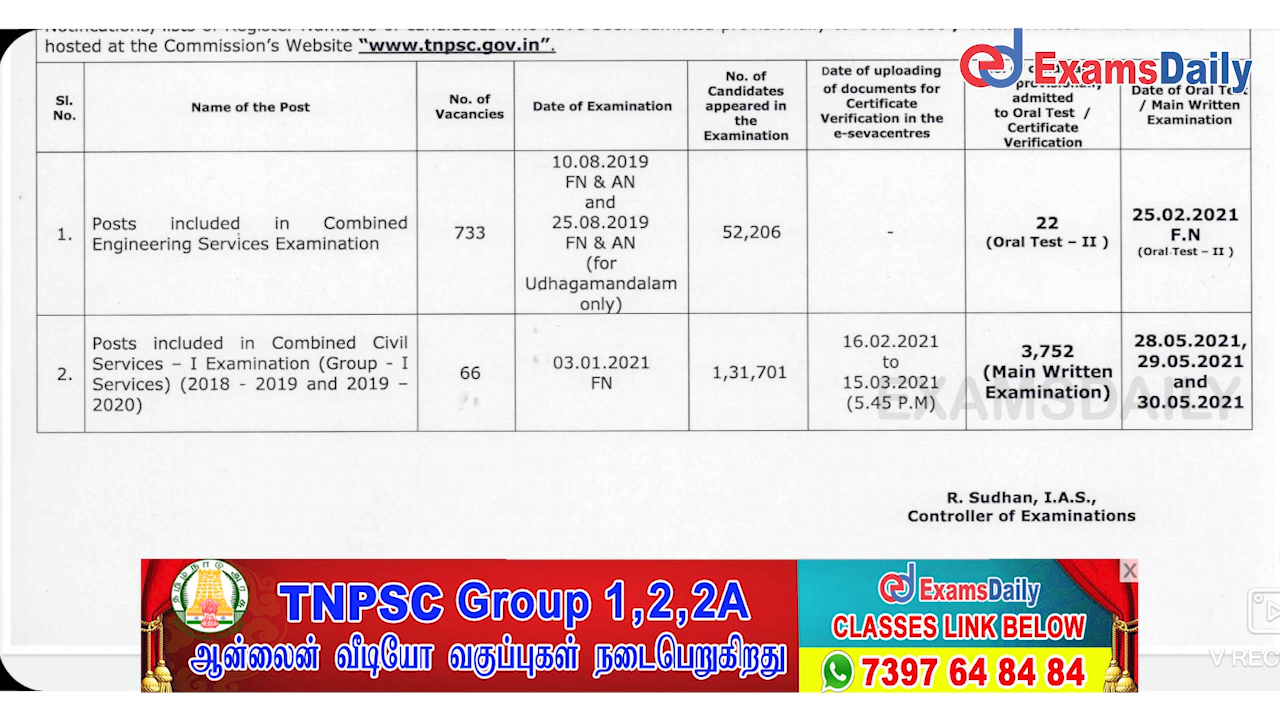 hosted at the Commission's Website "www.tnpsc.gov.in".
ExamsDaily
Sl. No.
Name of the Post
No. of
Vacancies
Date of Examination
No. of
Candidates
appeared in
the
Examination
Date of uploading
of documents for
Certificate
Verification in the
e-sevacentres
provisionally
admitted
to Oral Test /
Certificate
Verification
Date of Oral Test
/ Main Written
Examination
1.
Posts included in Combined
Engineering Services Examination
733
10.08.2019
FN & AN
and
25.08.2019
FN & AN
(for
Udhagamandalam
only)
52,206
-
22
(Oral Test – II )
25.02.2021
F.N
(Oral Test – II )
2.
Posts included in Combined Civil
Services – I Examination (Group - I
Services) (2018 - 2019 and 2019 –
2020)
66
03.01.2021
FN
1,31,701
16.02.2021
to
15.03.2021
(5.45 P.M)
3,752
(Main Written
Examination)
28.05.2021,
29.05.2021
and
30.05.2021
EXAMSDAILY
R. Sudhan, I.A.S.,
Controller of Examinations
X
TNPSC Group 1,2,2A
ஆன்லைன் வீடியோ வகுப்புகள் நடைபெறுகிறது
ExamsDaily
CLASSES LINK BELOW
7397 64 84 84
V REC